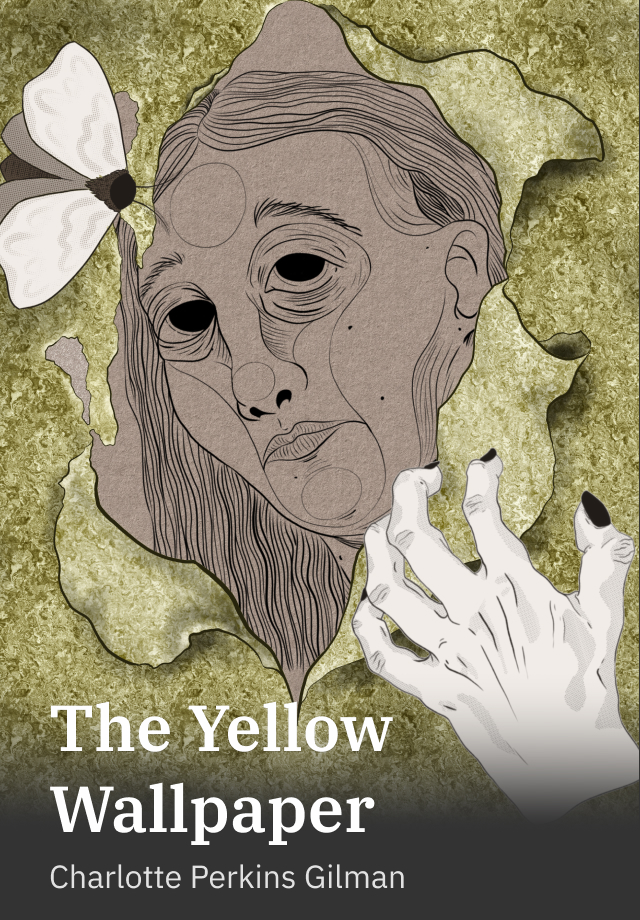 The Yellow
Wallpaper
Charlotte Perkins Gilman